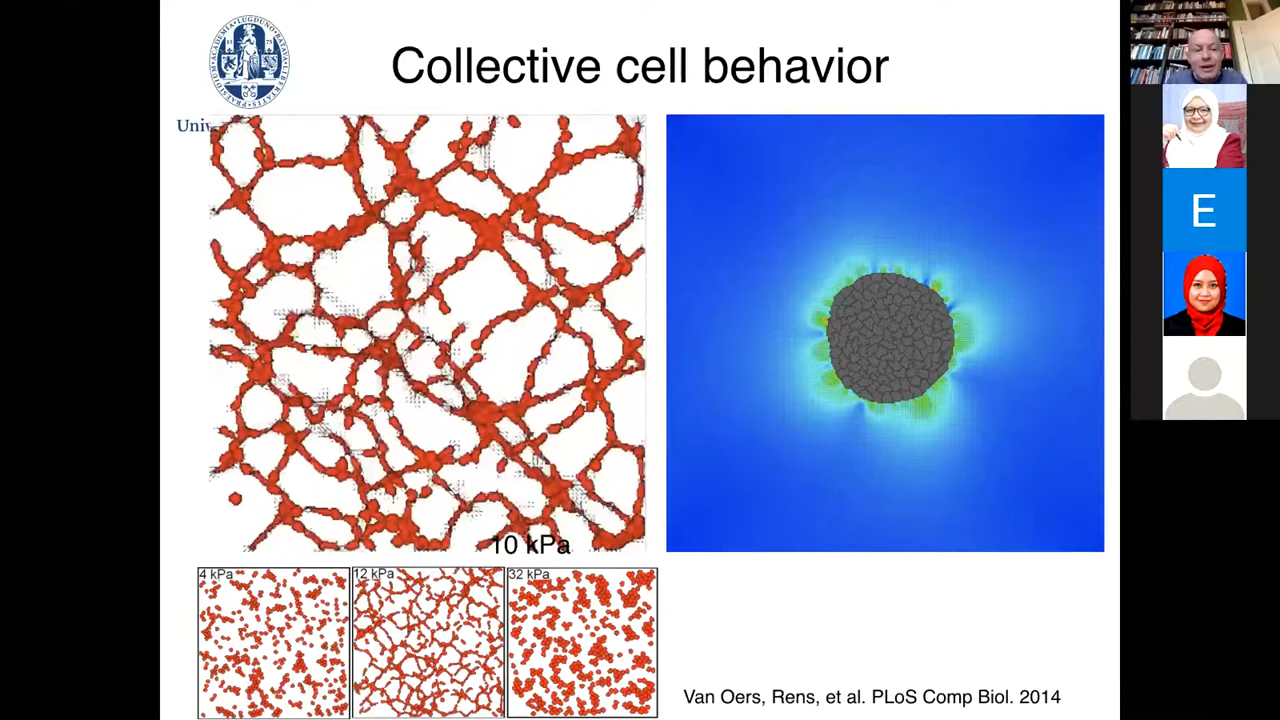 Collective cell behavior
Univ
10 kPa
4 kPa
12 kPa
32 kPa
Van Oers, Rens, et al. PLoS Comp Biol. 2014
E